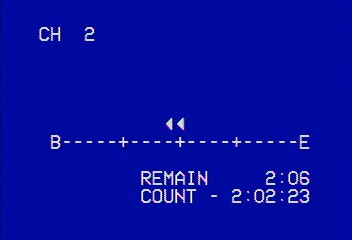 CH 2
◀◀
B-----+----+----+-----E
REMAIN 2:06
COUNT - 2:02:23